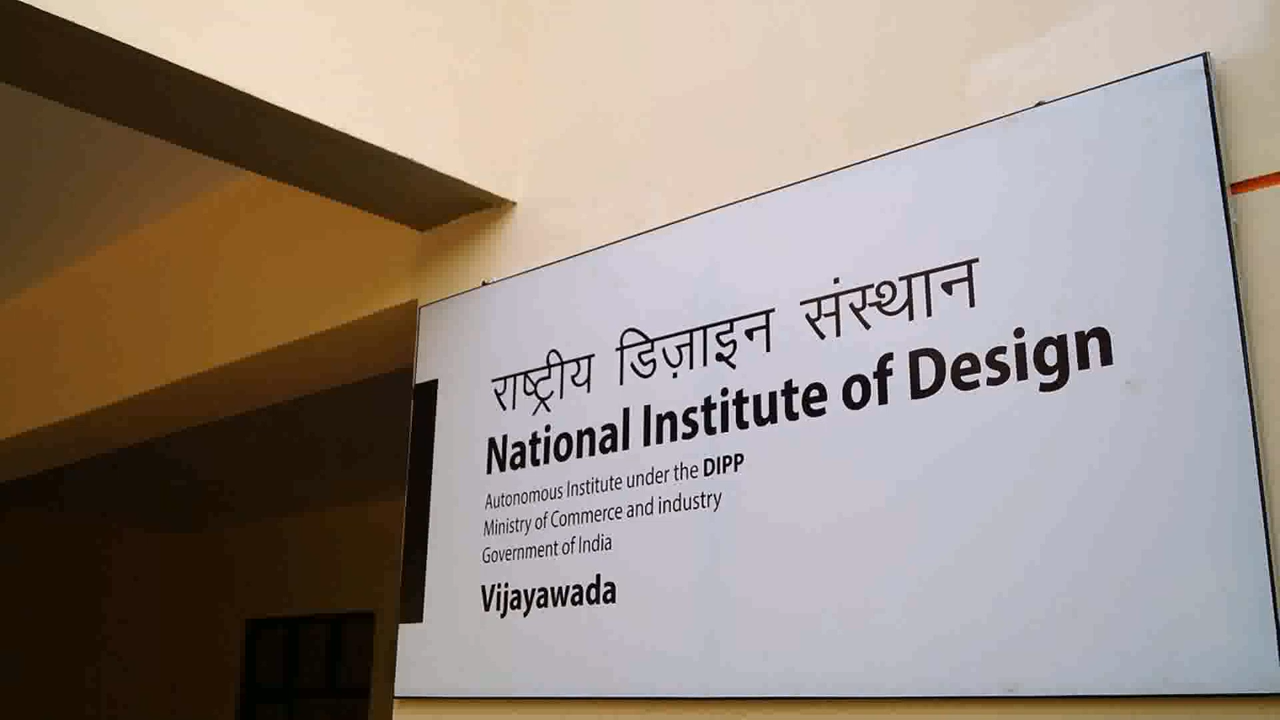 राष्ट्रीय डिज़ाइन संस्थान
National Institute of Design
Autonomous Institute under the DIPP
Ministry of Commerce and industry
Government of India
Vijayawada